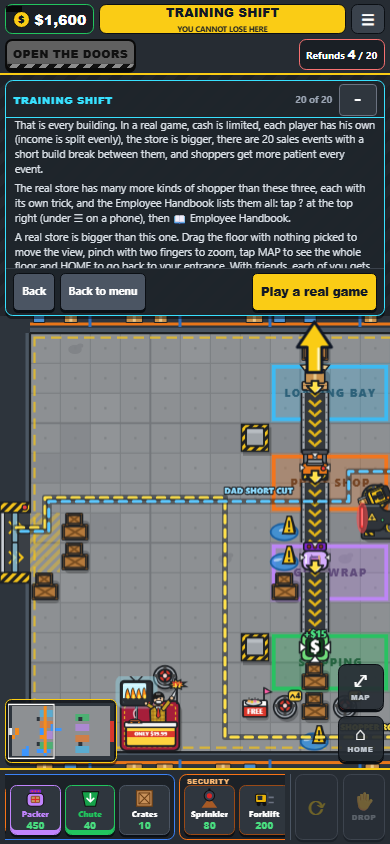 $1,600
TRAINING SHIFT
YOU CANNOT LOSE HERE
OPEN THE DOORS
Refunds 4 / 20
TRAINING SHIFT
20 of 20
That is every building. In a real game, cash is limited, each player has his own
(income is split evenly), the store is bigger, there are 20 sales events with a
short build break between them, and shoppers get more patient every
event.
The real store has many more kinds of shopper than these three, each with
its own trick, and the Employee Handbook lists them all: tap ? at the top
right (under ☰ on a phone), then 📖 Employee Handbook.
A real store is bigger than this one. Drag the floor with nothing picked to
move the view, pinch with two fingers to zoom, tap MAP to see the whole
floor and HOME to go back to your entrance. With friends, each of you gets
Back
Back to menu
Play a real game
DAD SHORT CUT
WRAP
+$15
$
ONLY $19.99
FREE
MAP
HOME
Packer
450
Chute
40
Crates
10
SECURITY
Sprinkler
80
Forklift
200
DROP